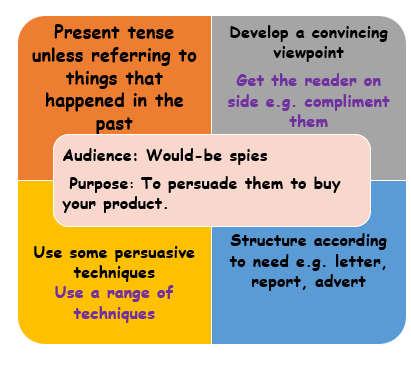 Present tense
unless referring to
things that
happened in the
past
Develop a convincing
viewpoint
Get the reader on
side e.g. compliment
them
Audience: Would-be spies
Purpose: To persuade them to buy
your product.
Use some persuasive
techniques
Use a range of
techniques
Structure according
to need e.g. letter,
report, advert